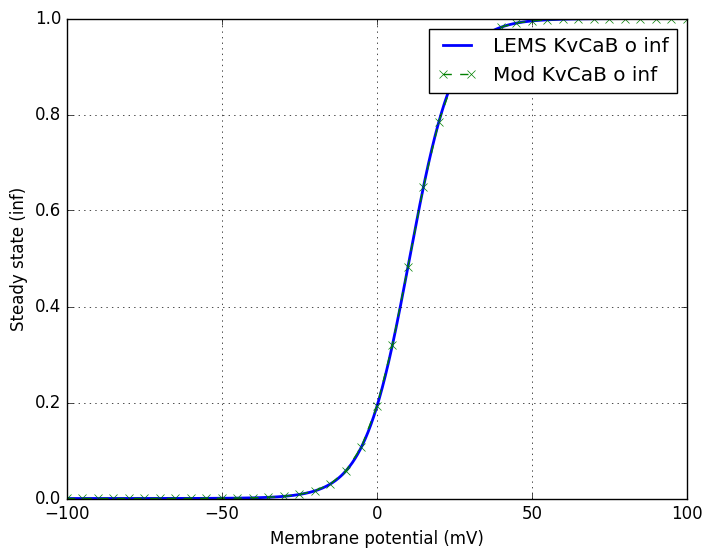 1.0
LEMS KvCaB o inf
Mod KvCaB o inf
0.8
0.6
Steady state (inf)
0.4
0.2
0.0
−100 −50 0 50 100
Membrane potential (mV)